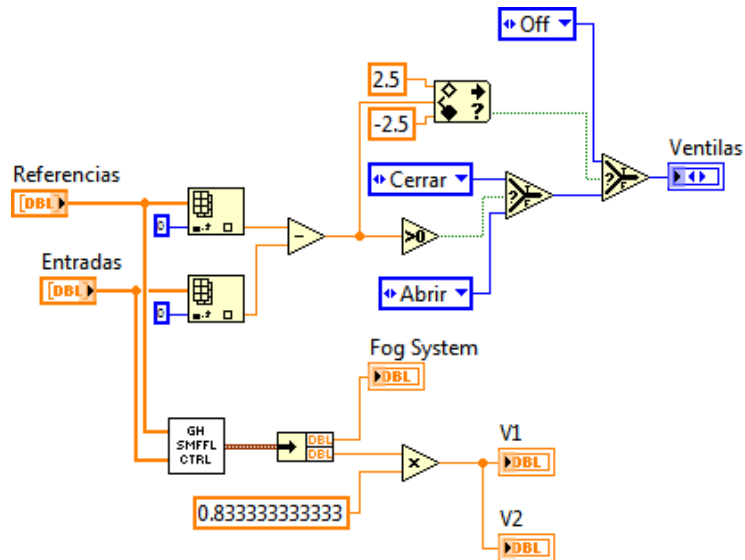 Off
2.5
-2.5
?
Ventilas
?
T
F
Referencias
DBL
Cerrar
?
T
F
0
-
>0
Entradas
DBL
Abrir
0
Fog System
DBL
GH
SMFFL
CTRL
DBL
DBL
x
V1
DBL
0.833333333333
V2
DBL